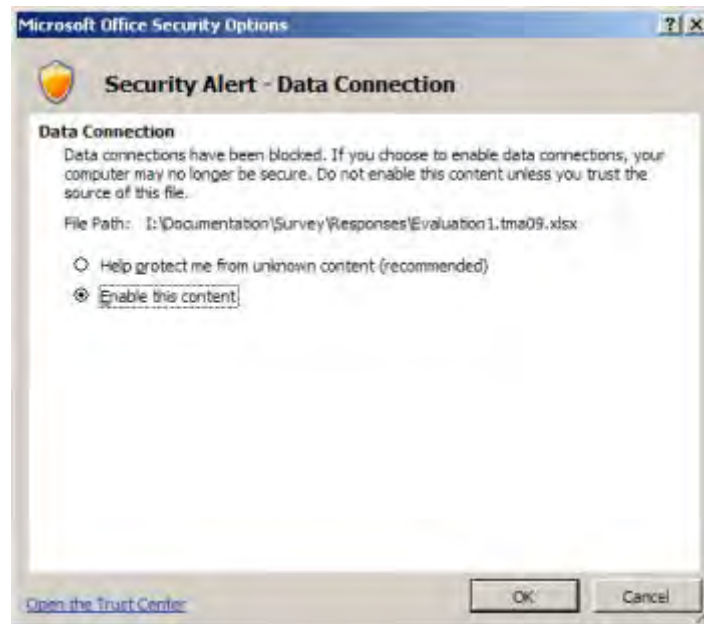 Microsoft Office Security Options
Security Alert - Data Connection
Data Connection
Data connections have been blocked. If you choose to enable data connections, your
computer may no longer be secure. Do not enable this content unless you trust the
source of this file.
File Path: I:\Documentation\Survey\Responses\Evaluation1.tma09.xlsx
Help protect me from unknown content (recommended)
Enable this content
Open the Trust Center
OK
Cancel